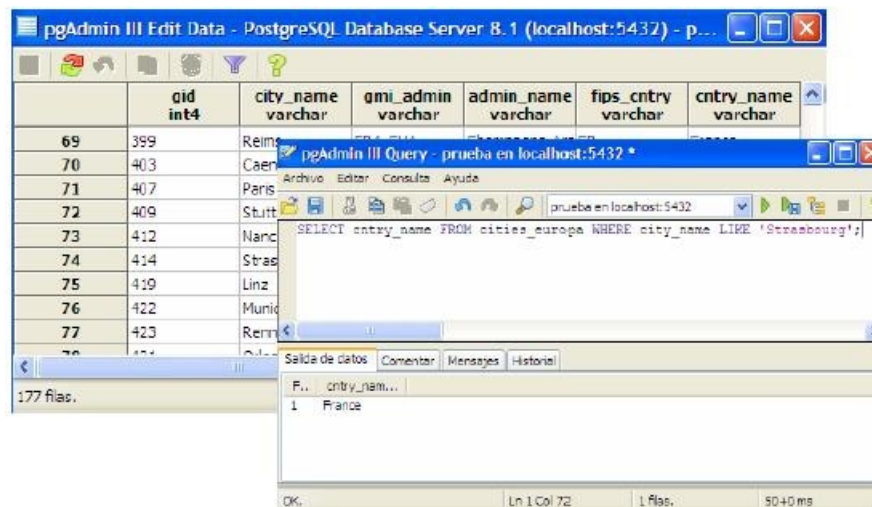 pgAdmin III Edit Data - PostgreSQL Database Server 8.1 (localhost:5432) - p...
gid city_name gmi_admin admin_name fips_cntry cntry_name
int4 varchar varchar varchar varchar varchar
69 399 Reims
70 403 Caen
71 407 Paris
72 409 Stutt
73 412 Nanc
74 414 Stras
75 419 Linz
76 422 Munic
77 423 Renn
177 filas.
pgAdmin III Query - prueba en localhost:5432 *
Archivo Editar Consulta Ayuda
prueba en localhost:5432
SELECT cntry_name FROM cities_europa WHERE city_name LIKE 'Strasbourg';
Salida de datos Comentar Mensajes Historial
F.. cntry_nam...
1 France
OK. Ln 1 Col 72 1 filas. 50+0 ms